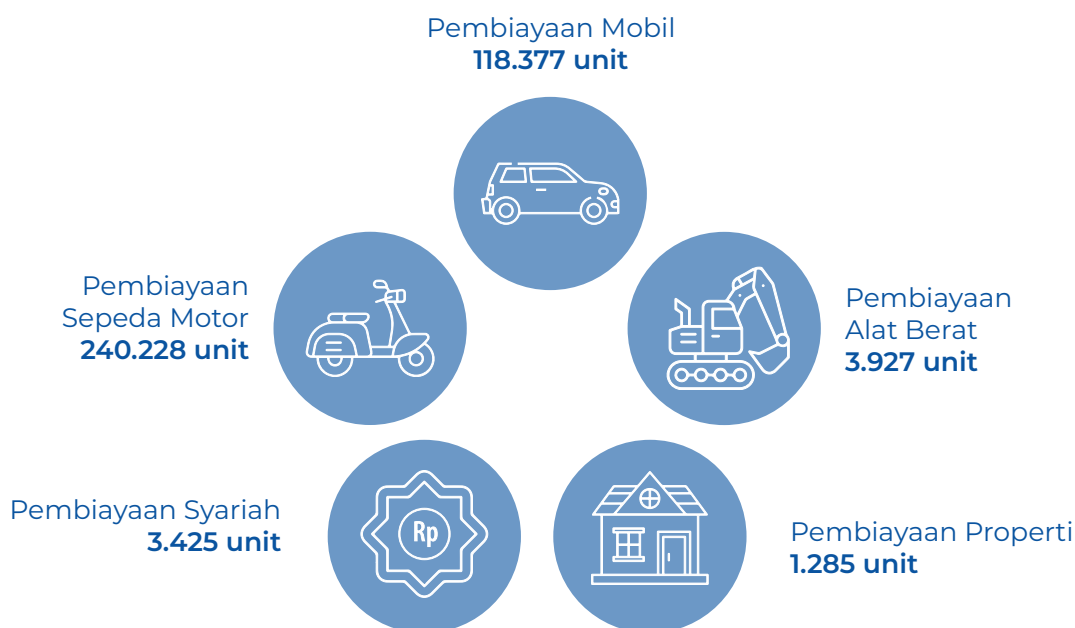 Pembiayaan Mobil
118.377 unit
Pembiayaan
Sepeda Motor
240.228 unit
Pembiayaan
Alat Berat
3.927 unit
Pembiayaan Syariah
3.425 unit
Rp
Pembiayaan Properti
1.285 unit